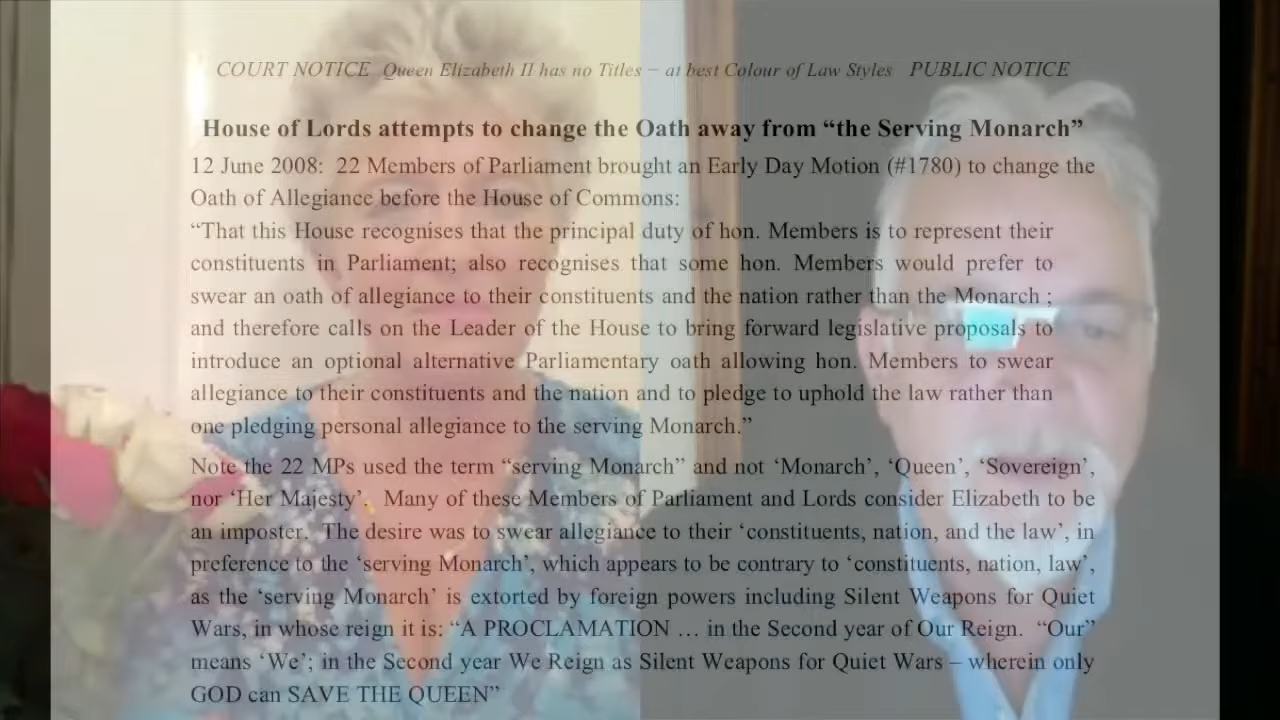 COURT NOTICE Queen Elizabeth II has no Titles – at best Colour of Law Styles PUBLIC NOTICE
House of Lords attempts to change the Oath away from “the Serving Monarch”
12 June 2008: 22 Members of Parliament brought an Early Day Motion (#1780) to change the
Oath of Allegiance before the House of Commons:
“That this House recognises that the principal duty of hon. Members is to represent their
constituents in Parliament; also recognises that some hon. Members would prefer to
swear an oath of allegiance to their constituents and the nation rather than the Monarch ;
and therefore calls on the Leader of the House to bring forward legislative proposals to
introduce an optional alternative Parliamentary oath allowing hon. Members to swear
allegiance to their constituents and the nation and to pledge to uphold the law rather than
one pledging personal allegiance to the serving Monarch.”
Note the 22 MPs used the term “serving Monarch” and not ‘Monarch’, ‘Queen’, ‘Sovereign’,
nor ‘Her Majesty’. Many of these Members of Parliament and Lords consider Elizabeth to be
an imposter. The desire was to swear allegiance to their ‘constituents, nation, and the law’, in
preference to the ‘serving Monarch’, which appears to be contrary to ‘constituents, nation, law’,
as the ‘serving Monarch’ is extorted by foreign powers including Silent Weapons for Quiet
Wars, in whose reign it is: “A PROCLAMATION … in the Second year of Our Reign. “Our”
means ‘We’; in the Second year We Reign as Silent Weapons for Quiet Wars – wherein only
GOD can SAVE THE QUEEN”